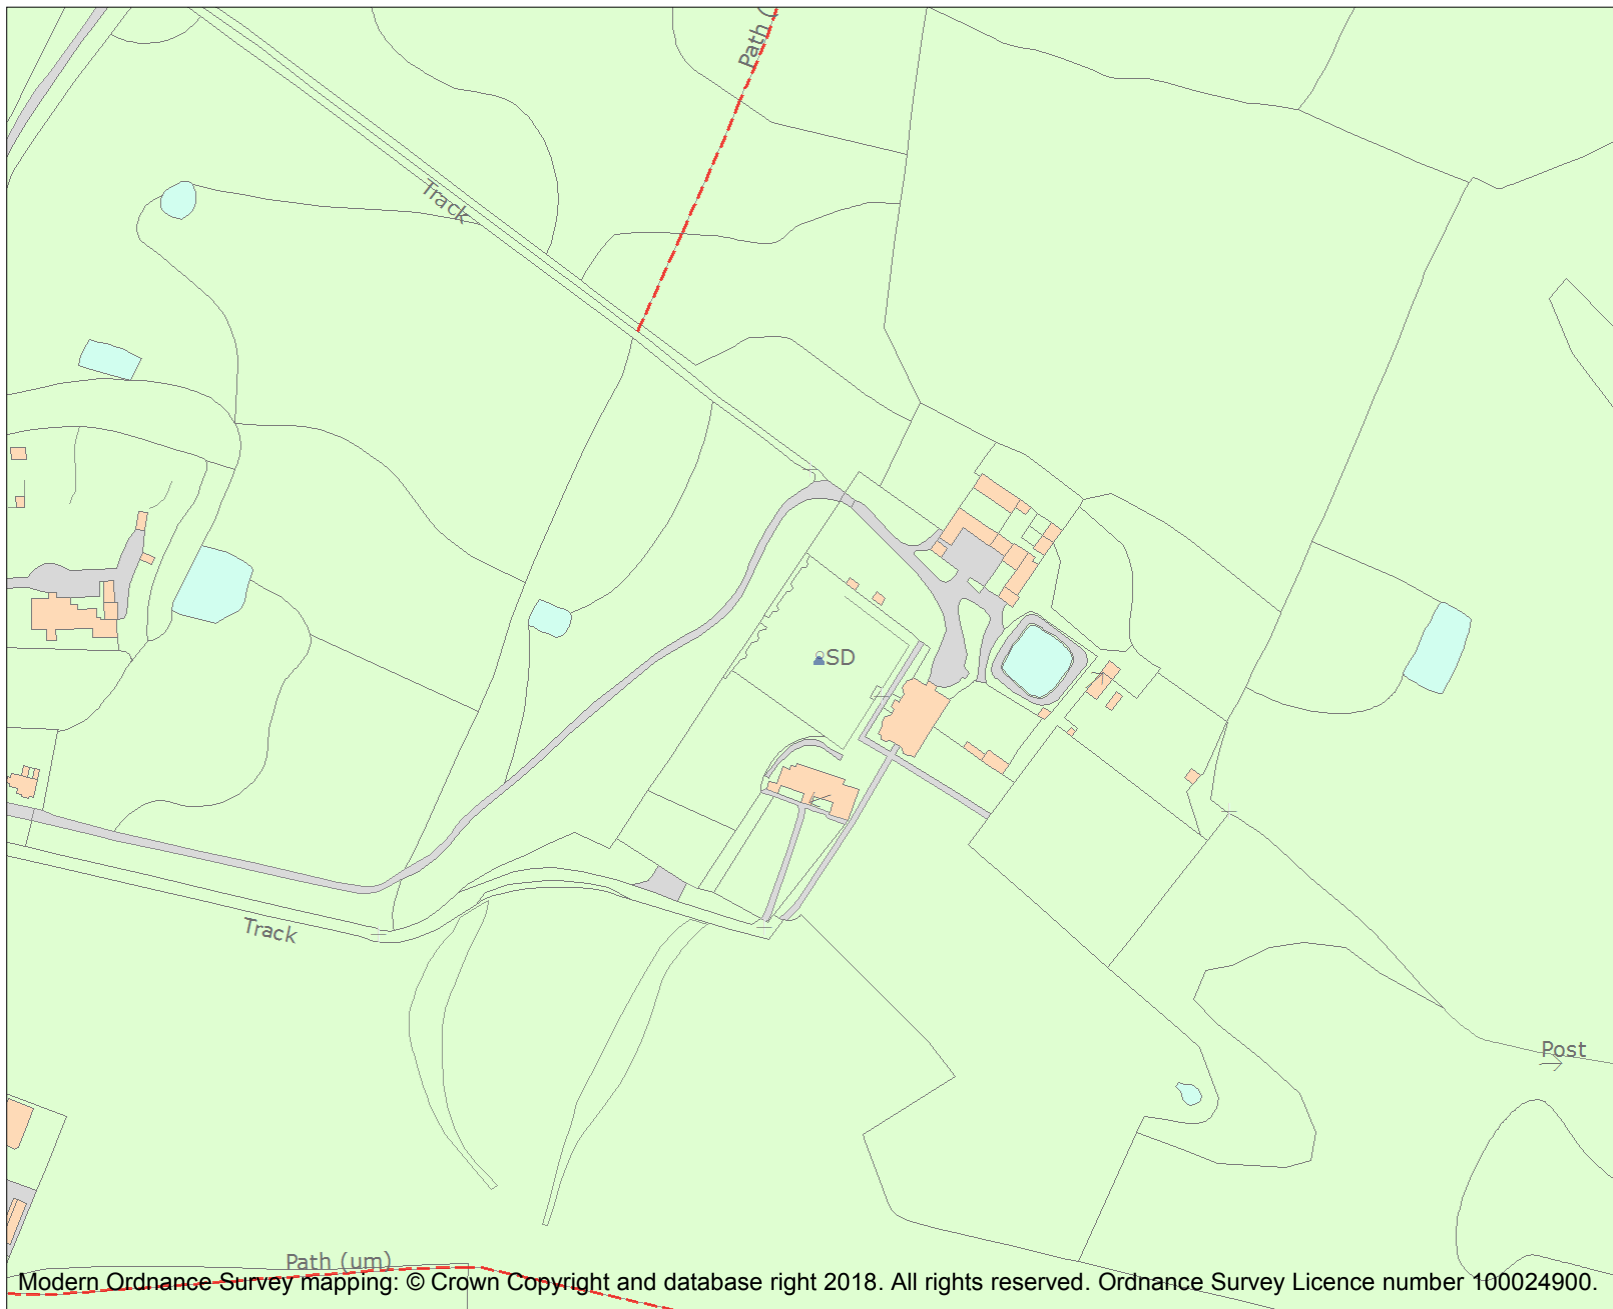 Path (
Track
SD
Track
Post
Path (um)
Modern Ordnance Survey mapping: © Crown Copyright and database right 2018. All rights reserved. Ordnance Survey Licence number 100024900.